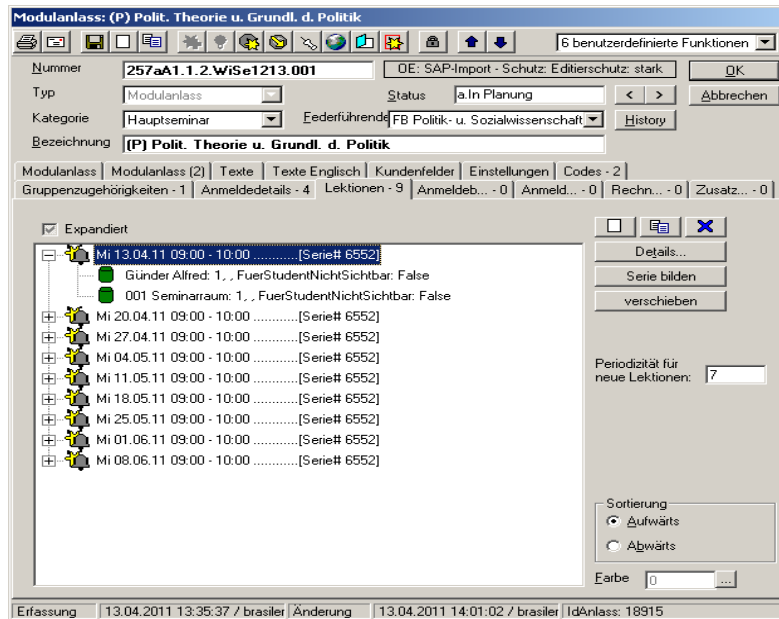 Modulanlass: (P) Polit. Theorie u. Grundl. d. Politik
6 benutzerdefinierte Funktionen
Nummer 257aA1.1.2.WiSe1213.001 OE: SAP-Import - Schutz: Editierschutz: stark OK
Typ Modulanlass Status a.In Planung < > Abbrechen
Kategorie Hauptseminar Federführende FB Politik- u. Sozialwissenschaft History
Bezeichnung (P) Polit. Theorie u. Grundl. d. Politik
Modulanlass Modulanlass (2) Texte Texte Englisch Kundenfelder Einstellungen Codes - 2
Gruppenzugehörigkeiten - 1 Anmeldedetails - 4 Lektionen - 9 Anmeldeb... - 0 Anmeld... - 0 Rechn... - 0 Zusatz... - 0
Expandiert
Mi 13.04.11 09:00 - 10:00 ............[Serie# 6552]
Günder Alfred: 1, , FuerStudentNichtSichtbar: False
001 Seminarraum: 1, , FuerStudentNichtSichtbar: False
Mi 20.04.11 09:00 - 10:00 ............[Serie# 6552]
Mi 27.04.11 09:00 - 10:00 ............[Serie# 6552]
Mi 04.05.11 09:00 - 10:00 ............[Serie# 6552]
Mi 11.05.11 09:00 - 10:00 ............[Serie# 6552]
Mi 18.05.11 09:00 - 10:00 ............[Serie# 6552]
Mi 25.05.11 09:00 - 10:00 ............[Serie# 6552]
Mi 01.06.11 09:00 - 10:00 ............[Serie# 6552]
Mi 08.06.11 09:00 - 10:00 ............[Serie# 6552]
Details...
Serie bilden
verschieben
Periodizität für
neue Lektionen: 7
Sortierung
Aufwärts
Abwärts
Farbe 0 ...
Erfassung 13.04.2011 13:35:37 / brasiler Änderung 13.04.2011 14:01:02 / brasiler IdAnlass: 18915